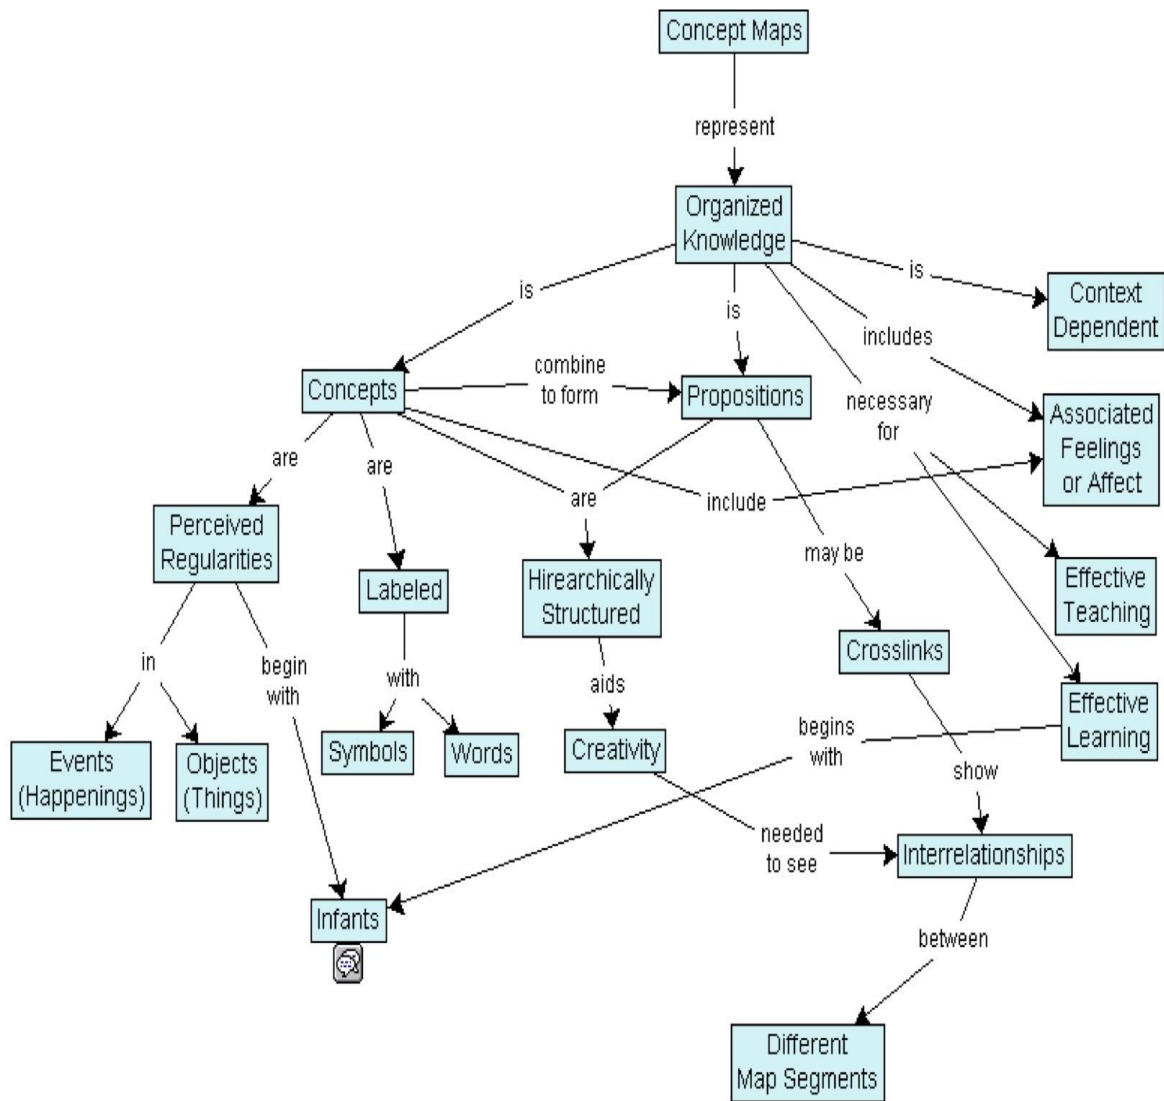 Concept Maps
represent
Organized
Knowledge
is
is
is
includes
Context
Dependent
combine
to form
necessary
for
Concepts
Propositions
Associated
Feelings
or Affect
are
are
are
include
may be
Perceived
Regularities
Labeled
Hirearchically
Structured
Effective
Teaching
Crosslinks
in
begin
with
with
aids
Effective
Learning
begins
with
Events
(Happenings)
Objects
(Things)
Symbols
Words
Creativity
show
needed
to see
Interrelationships
Infants
between
Different
Map Segments